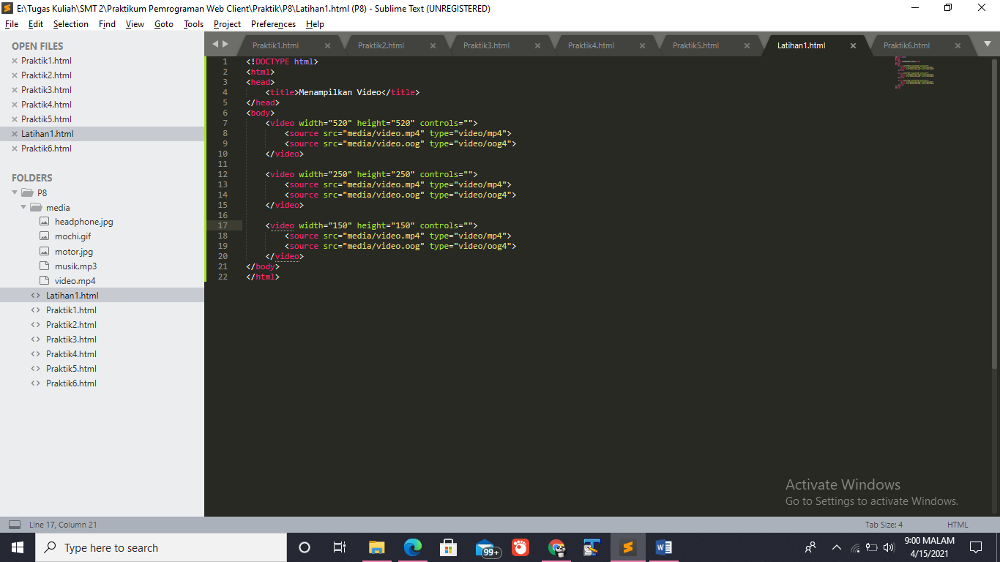 E:\Tugas Kuliah\SMT 2\Praktikum Pemrograman Web Client\Praktik\P8\Latihan1.html (P8) - Sublime Text (UNREGISTERED)
File Edit Selection Find View Goto Tools Project Preferences Help
OPEN FILES
Praktik1.html
Praktik2.html
Praktik3.html
Praktik4.html
Praktik5.html
Latihan1.html
Praktik6.html
FOLDERS
P8
media
headphone.jpg
mochi.gif
motor.jpg
musik.mp3
video.mp4
Latihan1.html
Praktik1.html
Praktik2.html
Praktik3.html
Praktik4.html
Praktik5.html
Praktik6.html
Praktik1.html Praktik2.html Praktik3.html Praktik4.html Praktik5.html Latihan1.html Praktik6.html
1 <!DOCTYPE html>
2 <html>
3 <head>
4 <title>Menampilkan Video</title>
5 </head>
6 <body>
7 <video width="520" height="520" controls="">
8 <source src="media/video.mp4" type="video/mp4">
9 <source src="media/video.oog" type="video/oog4">
10 </video>
11
12 <video width="250" height="250" controls="">
13 <source src="media/video.mp4" type="video/mp4">
14 <source src="media/video.oog" type="video/oog4">
15 </video>
16
17 <video width="150" height="150" controls="">
18 <source src="media/video.mp4" type="video/mp4">
19 <source src="media/video.oog" type="video/oog4">
20 </video>
21 </body>
22 </html>
Activate Windows
Go to Settings to activate Windows.
Line 17, Column 21 Tab Size: 4 HTML
Type here to search
99+
9:00 MALAM
4/15/2021